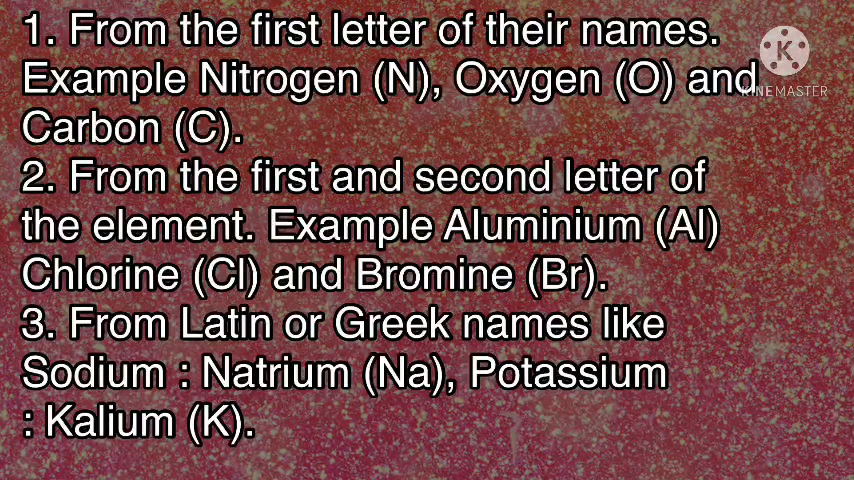 1. From the first letter of their names.
Example Nitrogen (N), Oxygen (O) and
Carbon (C).
2. From the first and second letter of
the element. Example Aluminium (Al)
Chlorine (Cl) and Bromine (Br).
3. From Latin or Greek names like
Sodium : Natrium (Na), Potassium
: Kalium (K).
K
KINEMASTER